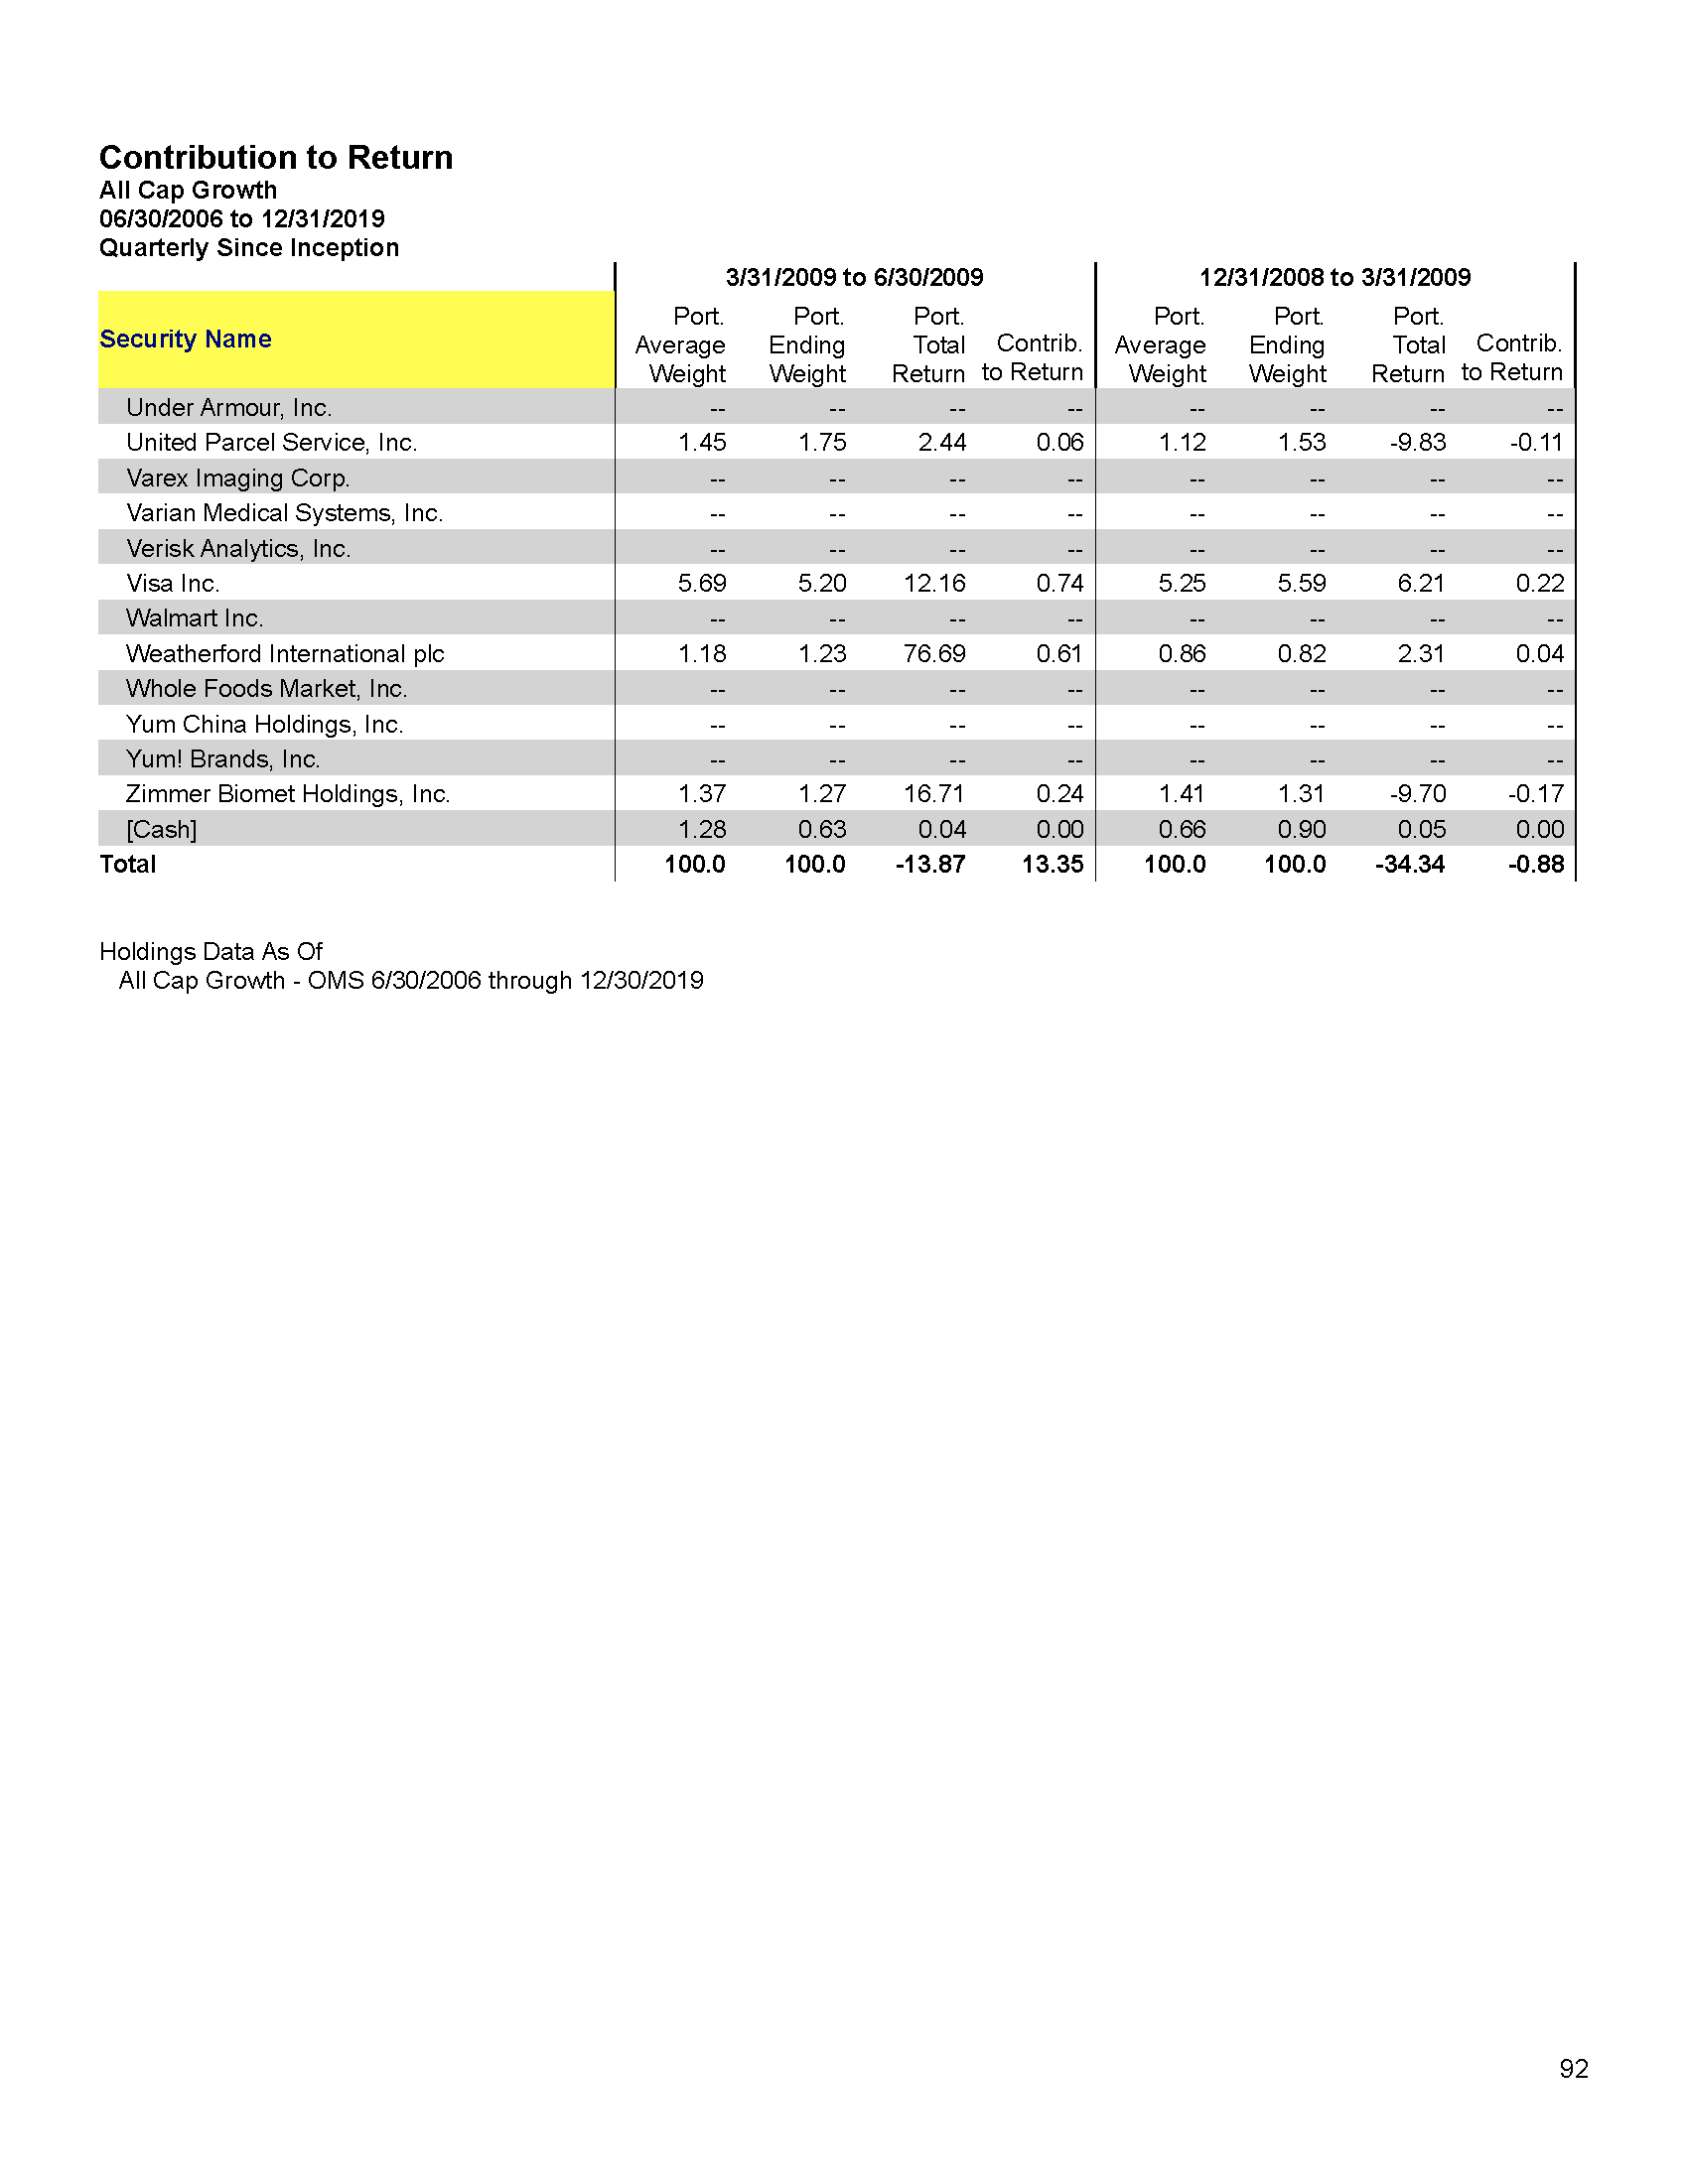 Contribution to Return
All Cap Growth
06/30/2006 to 12/31/2019
Quarterly Since Inception
3/31/2009 to 6/30/2009 12/31/2008 to 3/31/2009
Security Name Port. Average Weight Port. Ending Weight Port. Total Return Contrib. to Return Port. Average Weight Port. Ending Weight Port. Total Return Contrib. to Return
Under Armour, Inc. -- -- -- -- -- -- -- --
United Parcel Service, Inc. 1.45 1.75 2.44 0.06 1.12 1.53 -9.83 -0.11
Varex Imaging Corp. -- -- -- -- -- -- -- --
Varian Medical Systems, Inc. -- -- -- -- -- -- -- --
Verisk Analytics, Inc. -- -- -- -- -- -- -- --
Visa Inc. 5.69 5.20 12.16 0.74 5.25 5.59 6.21 0.22
Walmart Inc. -- -- -- -- -- -- -- --
Weatherford International plc 1.18 1.23 76.69 0.61 0.86 0.82 2.31 0.04
Whole Foods Market, Inc. -- -- -- -- -- -- -- --
Yum China Holdings, Inc. -- -- -- -- -- -- -- --
Yum! Brands, Inc. -- -- -- -- -- -- -- --
Zimmer Biomet Holdings, Inc. 1.37 1.27 16.71 0.24 1.41 1.31 -9.70 -0.17
[Cash] 1.28 0.63 0.04 0.00 0.66 0.90 0.05 0.00
Total 100.0 100.0 -13.87 13.35 100.0 100.0 -34.34 -0.88
Holdings Data As Of
All Cap Growth - OMS 6/30/2006 through 12/30/2019
92